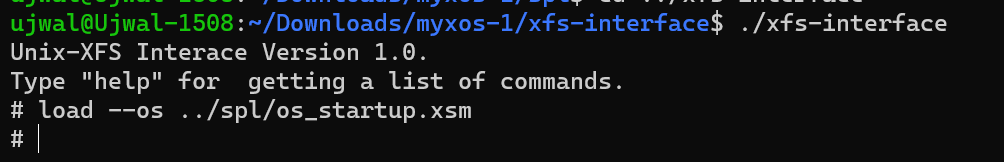 ujwal@Ujwal-1508:~/Downloads/myxos-1/xfs-interface$ ./xfs-interface
Unix-XFS Interace Version 1.0.
Type "help" for  getting a list of commands.
# load --os ../spl/os_startup.xsm
#